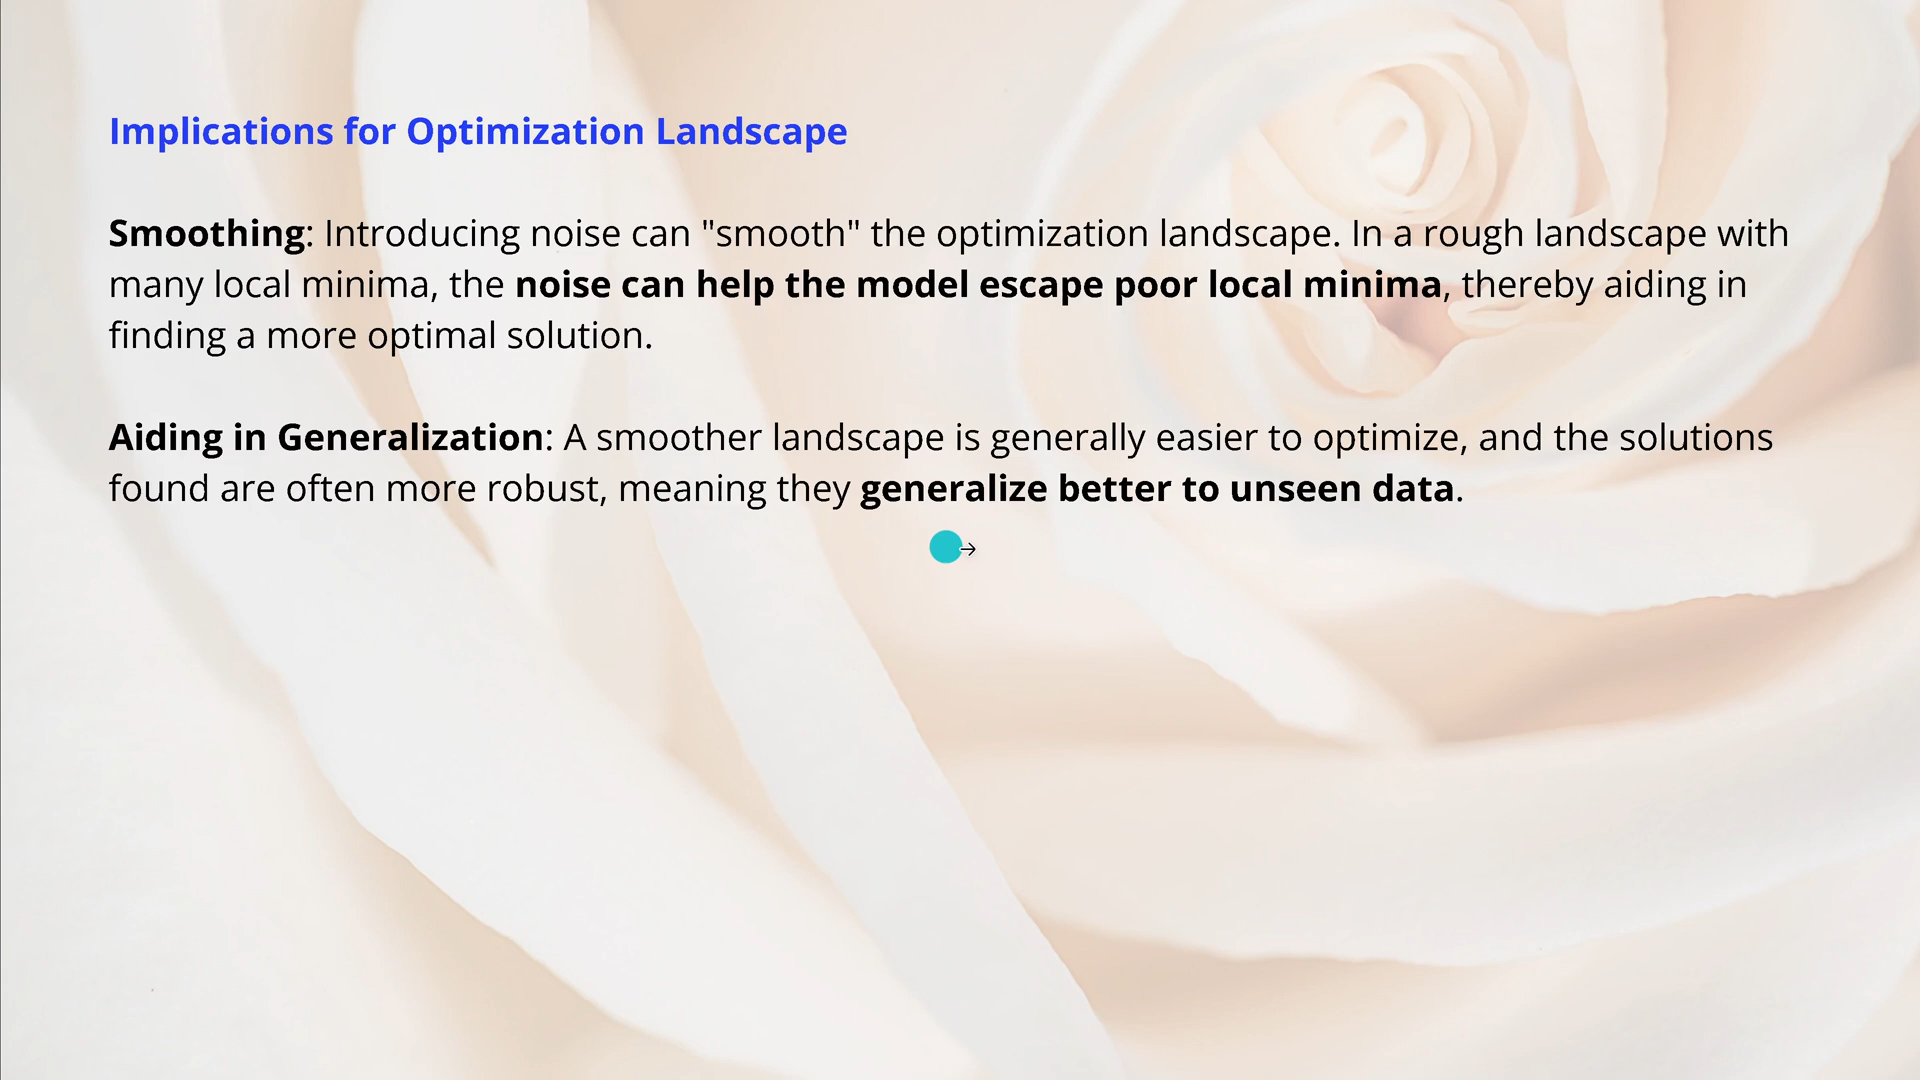 Implications for Optimization Landscape
Smoothing: Introducing noise can "smooth" the optimization landscape. In a rough landscape with
many local minima, the noise can help the model escape poor local minima, thereby aiding in
finding a more optimal solution.
Aiding in Generalization: A smoother landscape is generally easier to optimize, and the solutions
found are often more robust, meaning they generalize better to unseen data.